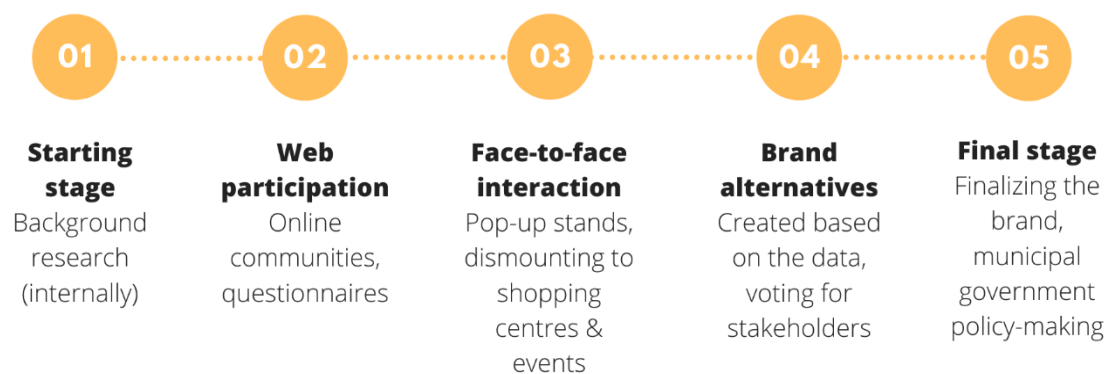 01
02
03
04
05
Starting
stage
Background
research
(internally)
Web
participation
Online
communities,
questionnaires
Face-to-face
interaction
Pop-up stands,
dismounting to
shopping
centres &
events
Brand
alternatives
Created based
on the data,
voting for
stakeholders
Final stage
Finalizing the
brand,
municipal
government
policy-making